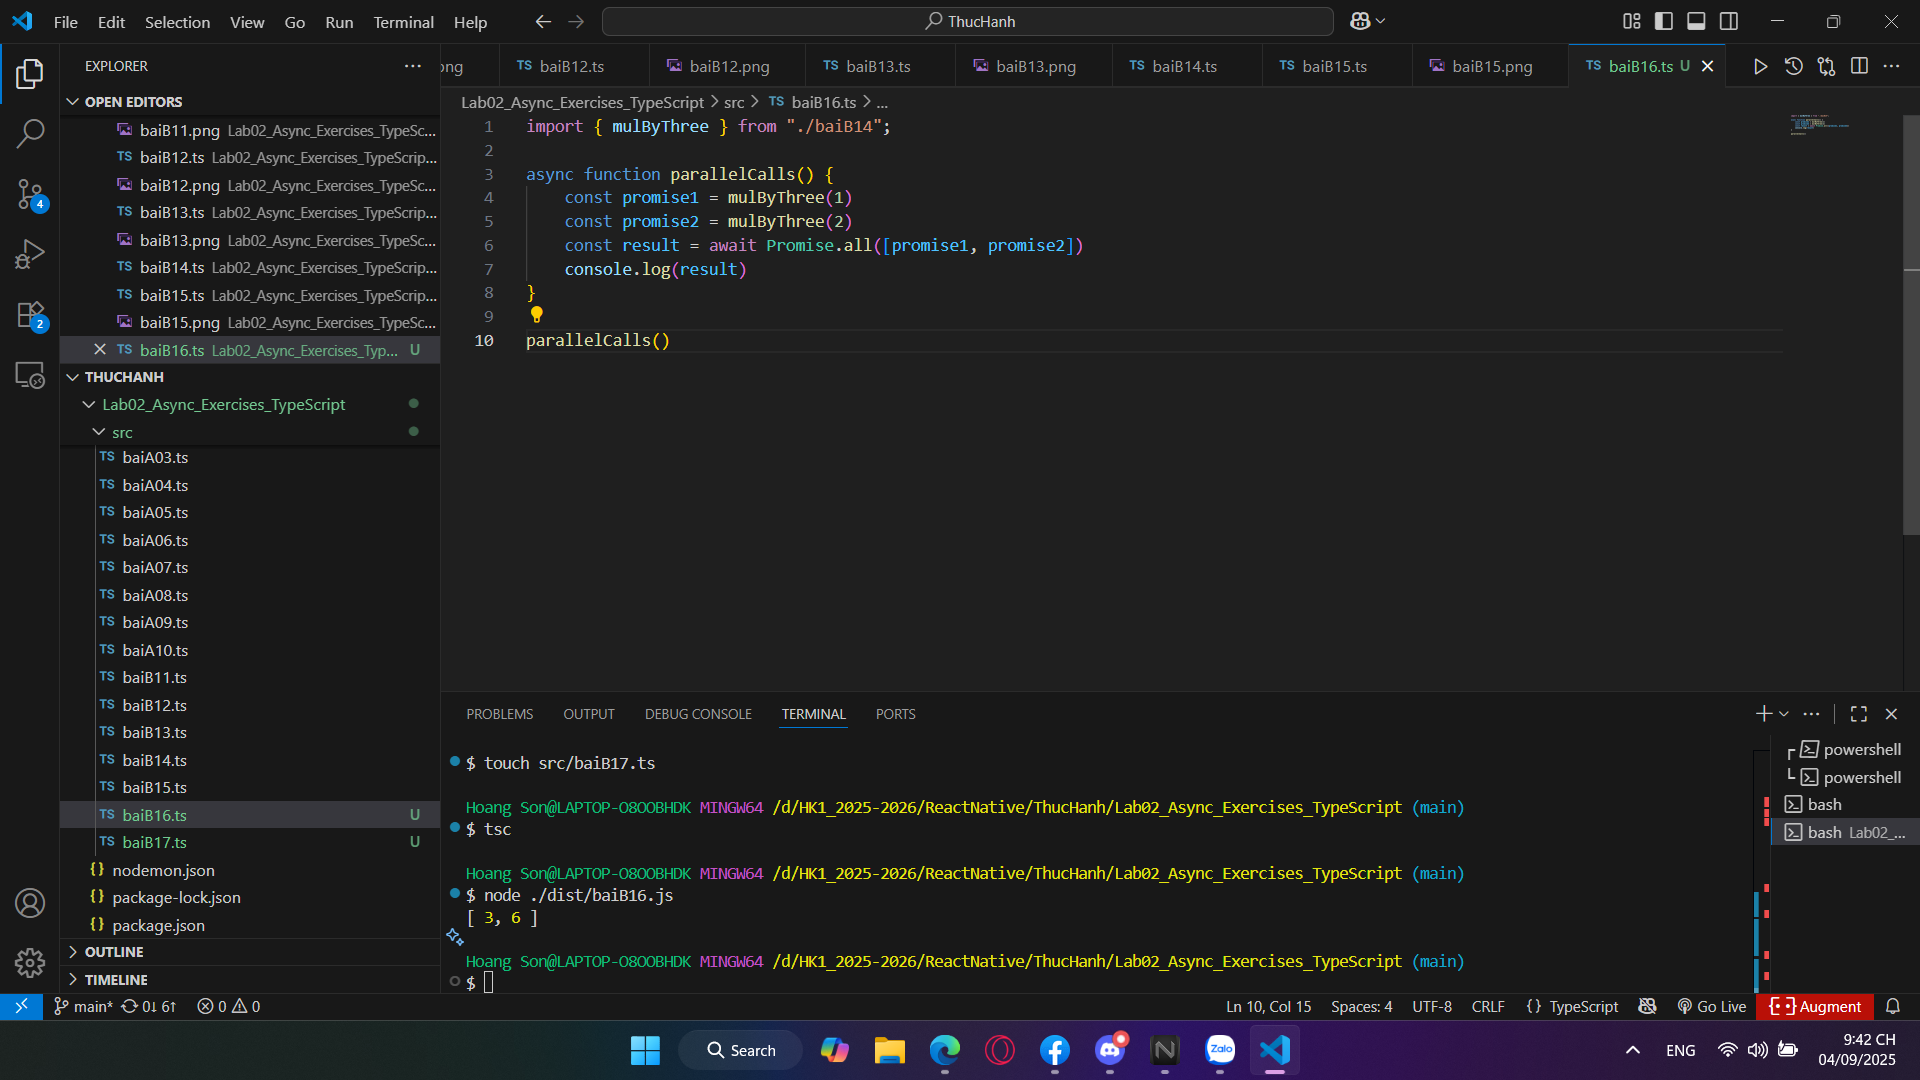 File Edit Selection View Go Run Terminal Help
ThucHanh
EXPLORER
OPEN EDITORS
baiB11.png Lab02_Async_Exercises_TypeSc...
TS baiB12.ts Lab02_Async_Exercises_TypeScrip...
baiB12.png Lab02_Async_Exercises_TypeSc...
TS baiB13.ts Lab02_Async_Exercises_TypeScrip...
baiB13.png Lab02_Async_Exercises_TypeSc...
TS baiB14.ts Lab02_Async_Exercises_TypeScrip...
TS baiB15.ts Lab02_Async_Exercises_TypeScrip...
baiB15.png Lab02_Async_Exercises_TypeSc...
TS baiB16.ts Lab02_Async_Exercises_Typ... U
THUCHANH
Lab02_Async_Exercises_TypeScript
src
TS baiA03.ts
TS baiA04.ts
TS baiA05.ts
TS baiA06.ts
TS baiA07.ts
TS baiA08.ts
TS baiA09.ts
TS baiA10.ts
TS baiB11.ts
TS baiB12.ts
TS baiB13.ts
TS baiB14.ts
TS baiB15.ts
TS baiB16.ts U
TS baiB17.ts U
{} nodemon.json
{} package-lock.json
{} package.json
OUTLINE
TIMELINE
4
2
ng TS baiB12.ts baiB12.png TS baiB13.ts baiB13.png TS baiB14.ts TS baiB15.ts baiB15.png TS baiB16.ts U
Lab02_Async_Exercises_TypeScript > src > TS baiB16.ts > ...
1 import { mulByThree } from "./baiB14";
2
3 async function parallelCalls() {
4 const promise1 = mulByThree(1)
5 const promise2 = mulByThree(2)
6 const result = await Promise.all([promise1, promise2])
7 console.log(result)
8 }
9
10 parallelCalls()
PROBLEMS OUTPUT DEBUG CONSOLE TERMINAL PORTS
$ touch src/baiB17.ts
Hoang Son@LAPTOP-O8OOBHDK MINGW64 /d/HK1_2025-2026/ReactNative/ThucHanh/Lab02_Async_Exercises_TypeScript (main)
$ tsc
Hoang Son@LAPTOP-O8OOBHDK MINGW64 /d/HK1_2025-2026/ReactNative/ThucHanh/Lab02_Async_Exercises_TypeScript (main)
$ node ./dist/baiB16.js
[ 3, 6 ]
Hoang Son@LAPTOP-O8OOBHDK MINGW64 /d/HK1_2025-2026/ReactNative/ThucHanh/Lab02_Async_Exercises_TypeScript (main)
$
powershell
powershell
bash
bash Lab02_...
main* 0↓ 6↑ 0 0
Ln 10, Col 15 Spaces: 4 UTF-8 CRLF {} TypeScript Go Live Augment
Search
Zalo
ENG
9:42 CH
04/09/2025